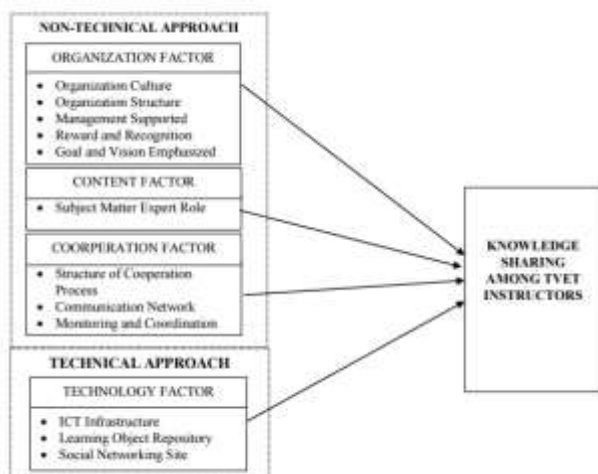 NON-TECHNICAL APPROACH
ORGANIZATION FACTOR
• Organization Culture
• Organization Structure
• Management Supported
• Reward and Recognition
• Goal and Vision Emphasized
CONTENT FACTOR
• Subject Matter Expert Role
COORPERATION FACTOR
• Structure of Cooperation
Process
• Communication Network
• Monitoring and Coordination
TECHNICAL APPROACH
TECHNOLOGY FACTOR
• ICT Infrastructure
• Learning Object Repository
• Social Networking Site
KNOWLEDGE
SHARING
AMONG TVET
INSTRUCTORS